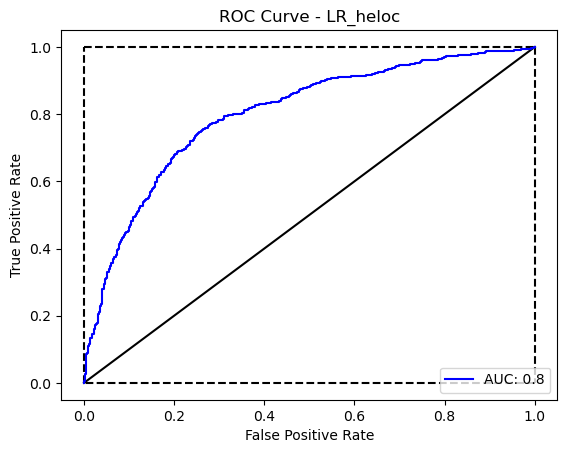 ROC Curve - LR_heloc
True Positive Rate
1.0
0.8
0.6
0.4
0.2
0.0
AUC: 0.8
0.0 0.2 0.4 0.6 0.8 1.0
False Positive Rate